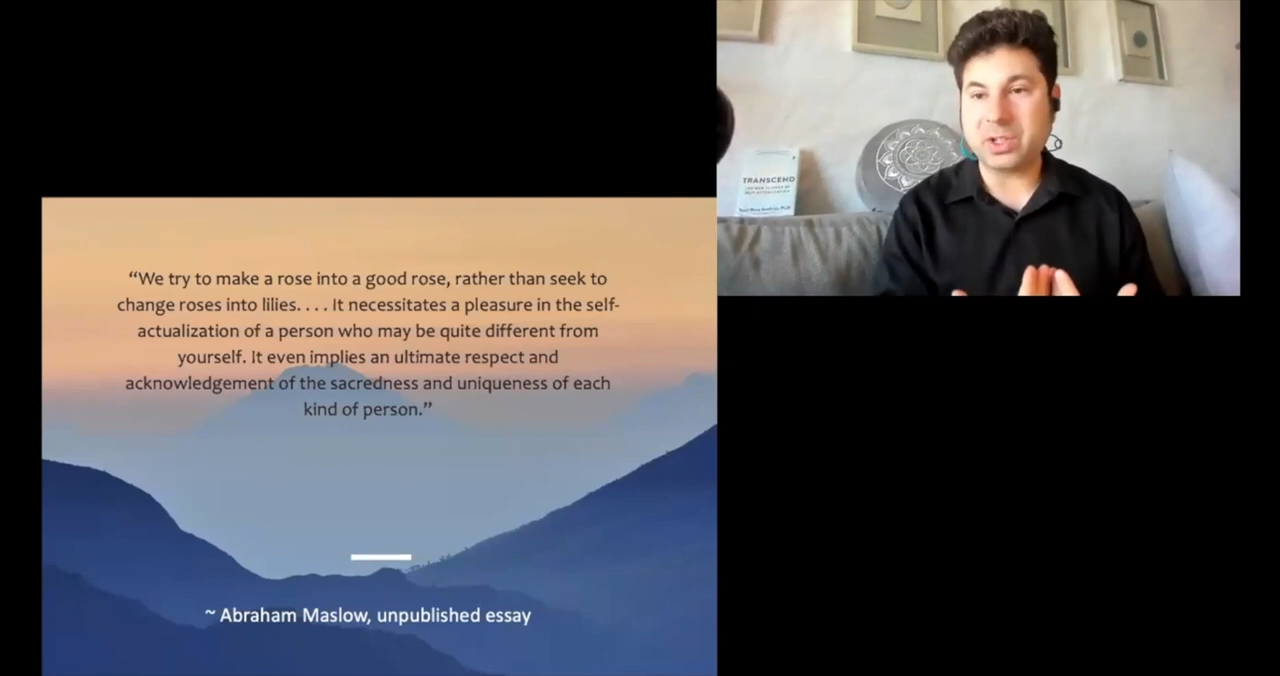 “We try to make a rose into a good rose, rather than seek to
change roses into lilies. . . . It necessitates a pleasure in the self-
actualization of a person who may be quite different from
yourself. It even implies an ultimate respect and
acknowledgement of the sacredness and uniqueness of each
kind of person.”
~ Abraham Maslow, unpublished essay
TRANSCEND